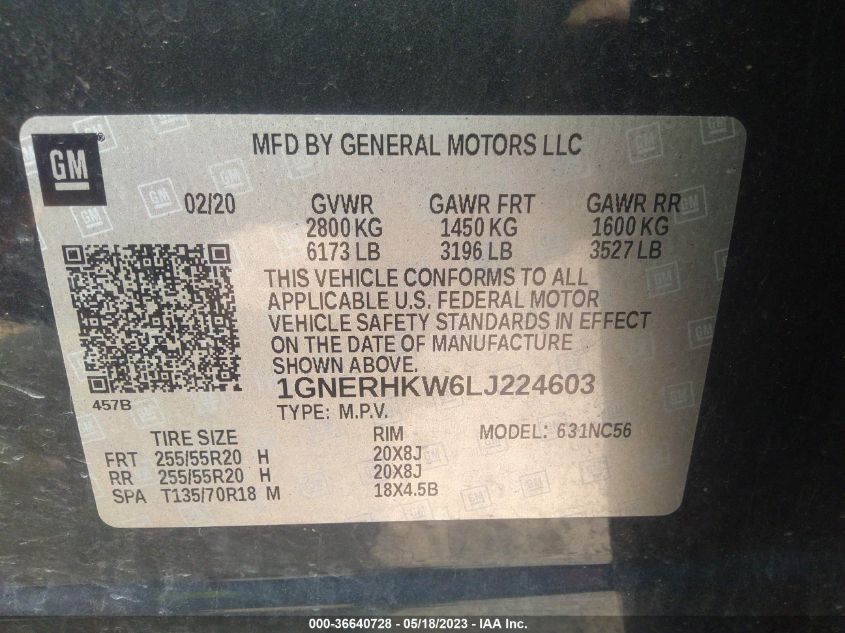 GM
MFD BY GENERAL MOTORS LLC
02/20 GVWR GAWR FRT GAWR RR
2800 KG 1450 KG 1600 KG
6173 LB 3196 LB 3527 LB
THIS VEHICLE CONFORMS TO ALL
APPLICABLE U.S. FEDERAL MOTOR
VEHICLE SAFETY STANDARDS IN EFFECT
ON THE DATE OF MANUFACTURE
SHOWN ABOVE.
457B
1GNERHKW6LJ224603
TYPE: M.P.V.
TIRE SIZE RIM MODEL: 631NC56
FRT 255/55R20 H 20X8J
RR 255/55R20 H 20X8J
SPA T135/70R18 M 18X4.5B
000-36640728 - 05/18/2023 - IAA Inc.